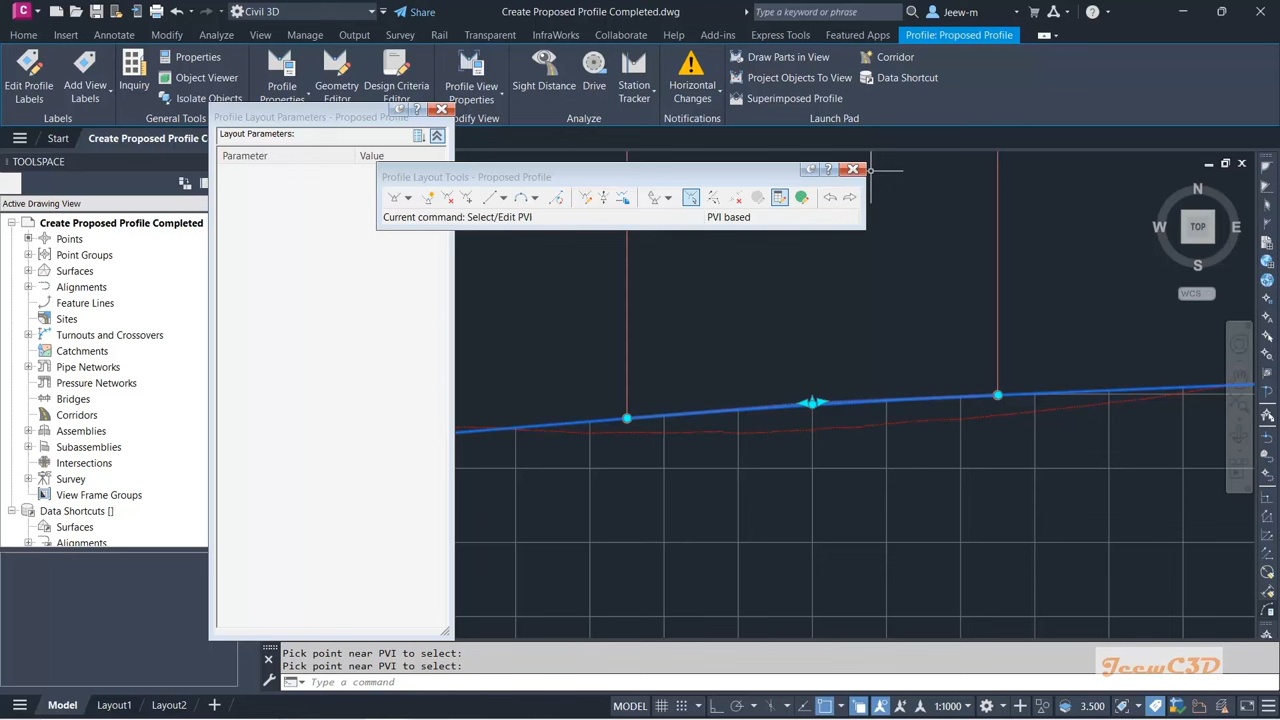 Civil 3D
Share
Create Proposed Profile Completed.dwg
Type a keyword or phrase
Jeew-m
Home Insert Annotate Modify Analyze View Manage Output Survey Rail Transparent InfraWorks Collaborate Add-ins Express Tools Featured Apps Profile: Proposed Profile
Edit Profile Labels
Add View Labels
Inquiry
Properties
Object Viewer
Isolate Objects
Profile Properties
Geometry Editor
Design Criteria Editor
Profile View Properties
Sight Distance
Drive
Station Tracker
Horizontal Changes
Draw Parts in View
Project Objects To View
Superimposed Profile
Corridor
Data Shortcut
Labels
General Tools
odify View
Analyze
Notifications
Launch Pad
Start
Create Proposed Profile C
TOOLSPACE
Active Drawing View
Create Proposed Profile Completed
Points
Point Groups
Surfaces
Alignments
Feature Lines
Sites
Turnouts and Crossovers
Catchments
Pipe Networks
Pressure Networks
Bridges
Corridors
Assemblies
Subassemblies
Intersections
Survey
View Frame Groups
Data Shortcuts []
Surfaces
Alignments
Profile Layout Parameters - Proposed Profile
Layout Parameters:
Parameter Value
Profile Layout Tools - Proposed Profile
Current command: Select/Edit PVI
PVI based
N
W TOP E
S
WCS
Pick point near PVI to select:
Pick point near PVI to select:
Type a command
JeewC3D
Model Layout1 Layout2
MODEL
1:1000
3.500